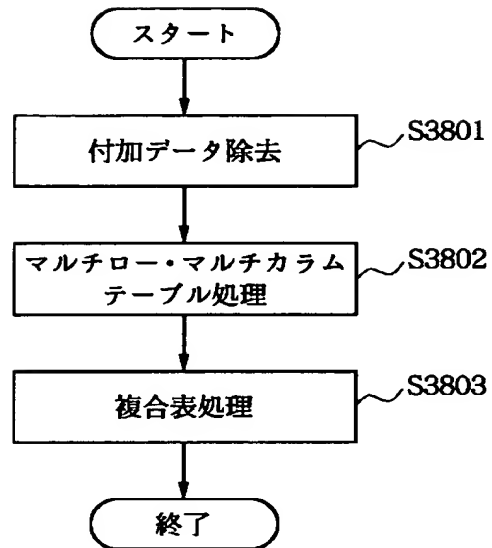 スタート
付加データ除去
S3801
マルチロー・マルチカラム
テーブル処理
S3802
複合表処理
S3803
終了